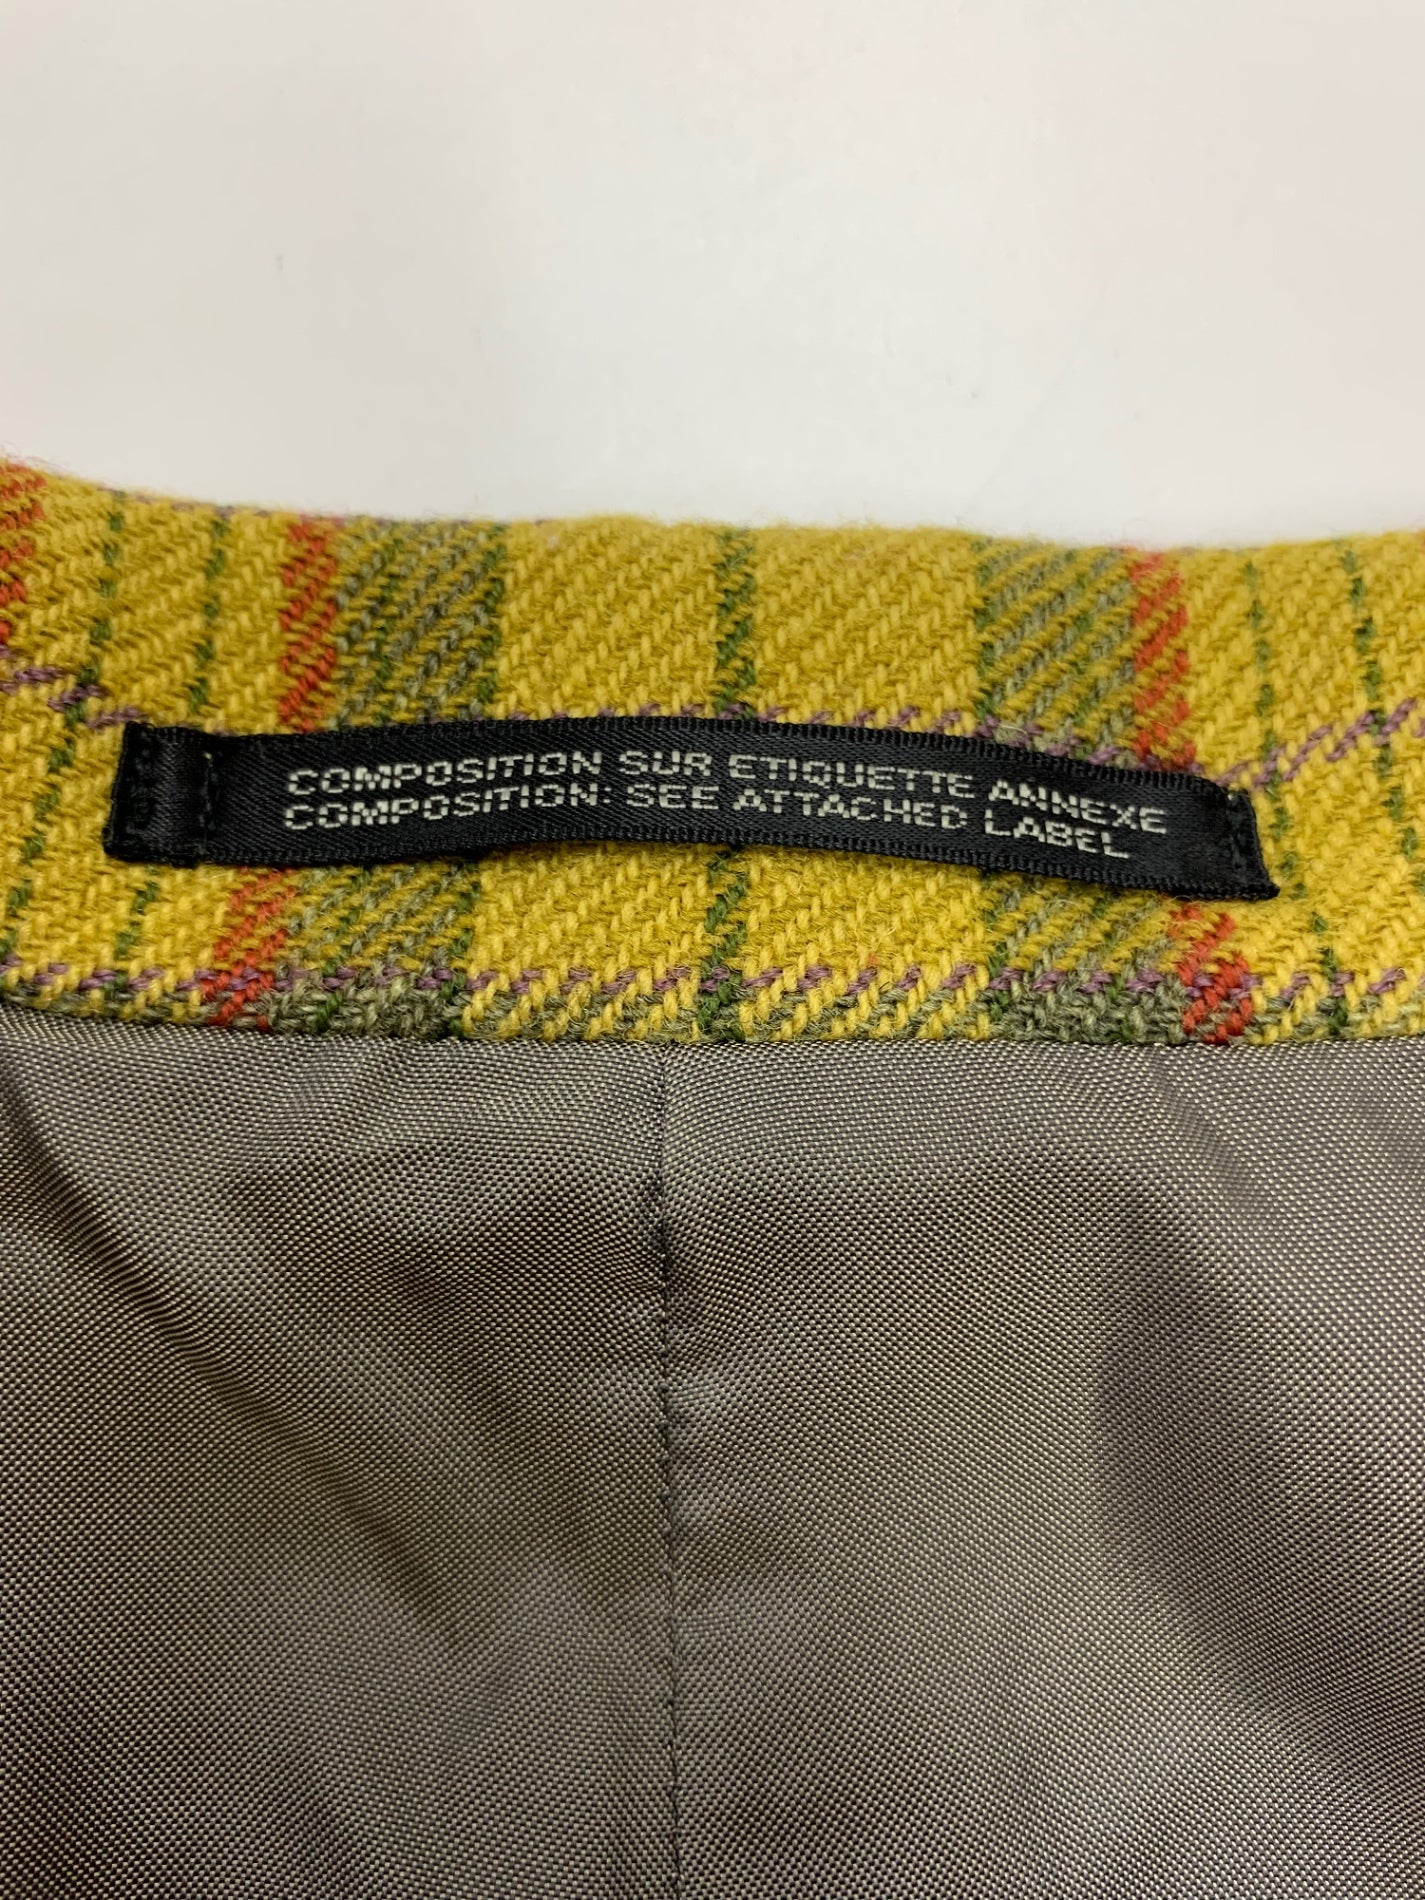 COMPOSITION SUR ETIQUETTE ANNEXE
COMPOSITION: SEE ATTACHED LABEL